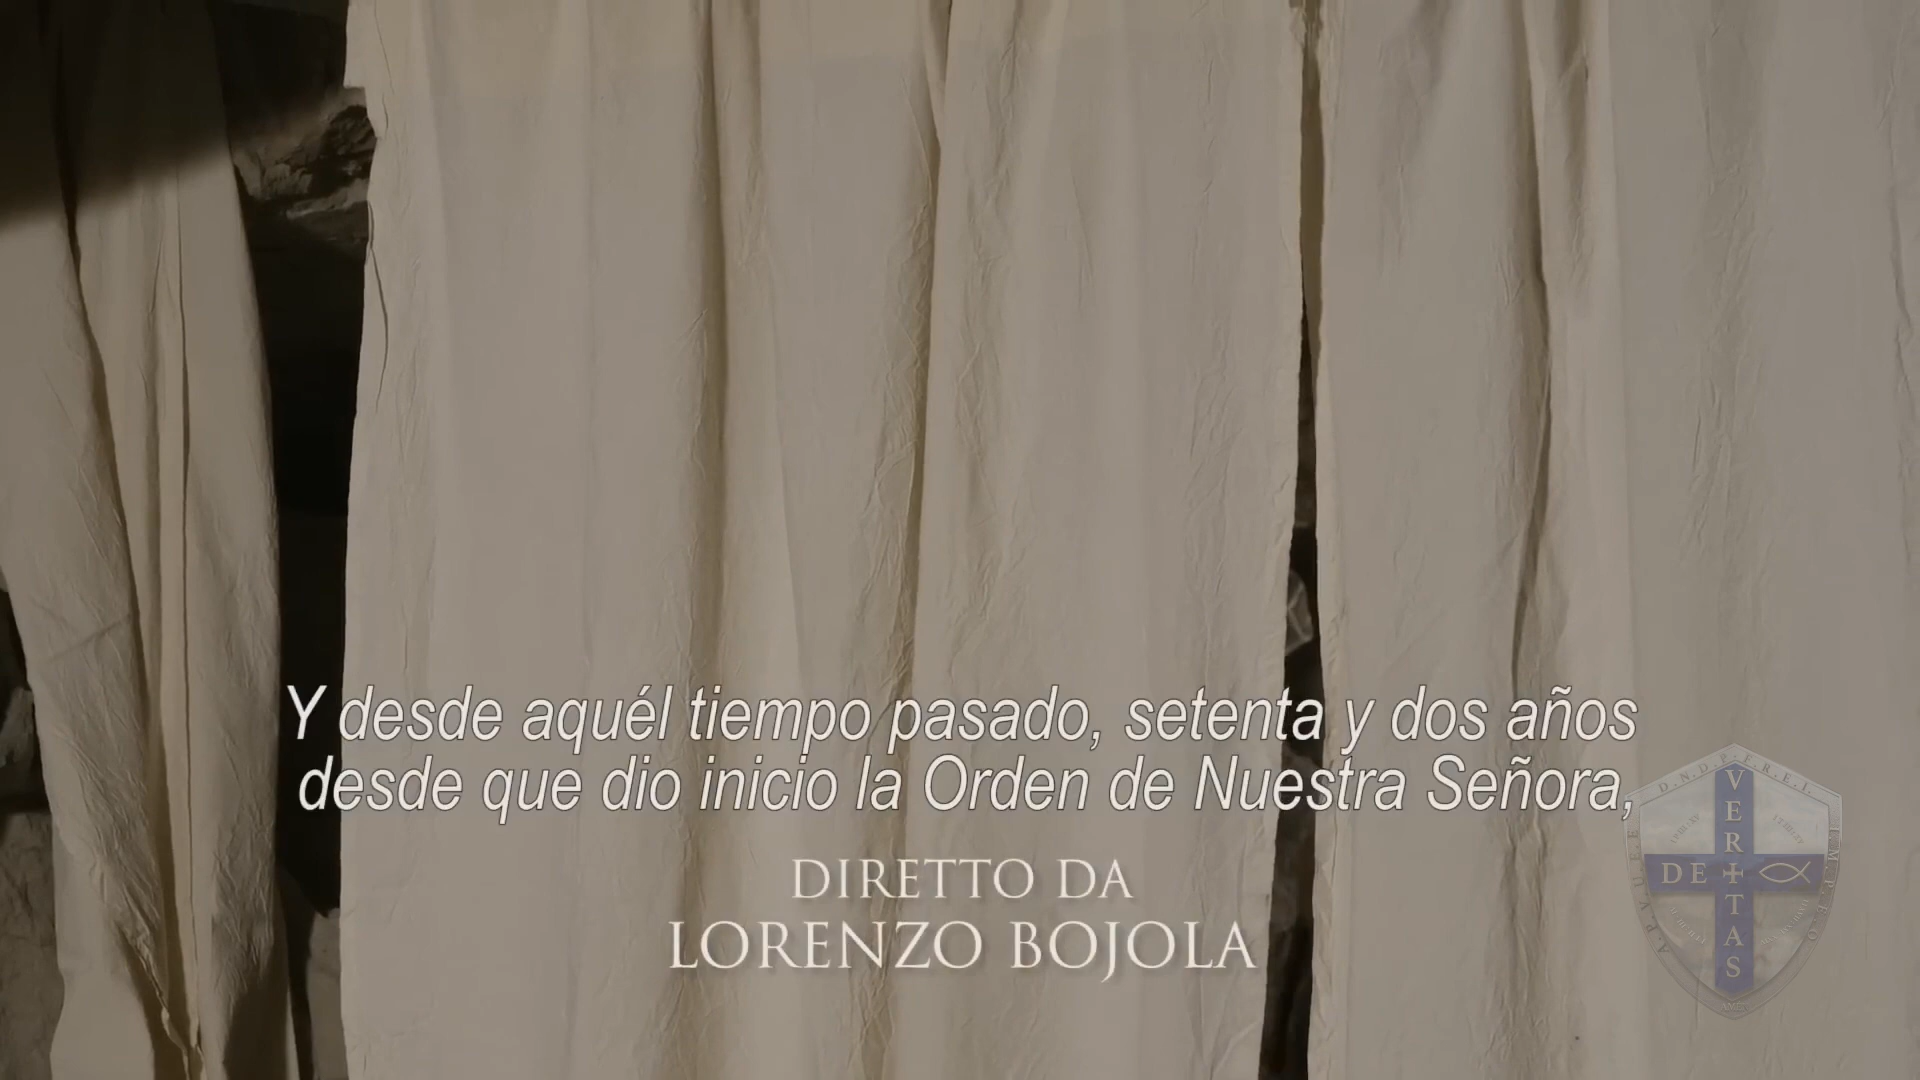 Y desde aquél tiempo pasado, setenta y dos años
desde que dio inicio la Orden de Nuestra Señora,
DIRETTO DA
LORENZO BOJOLA
VERITAS
DE